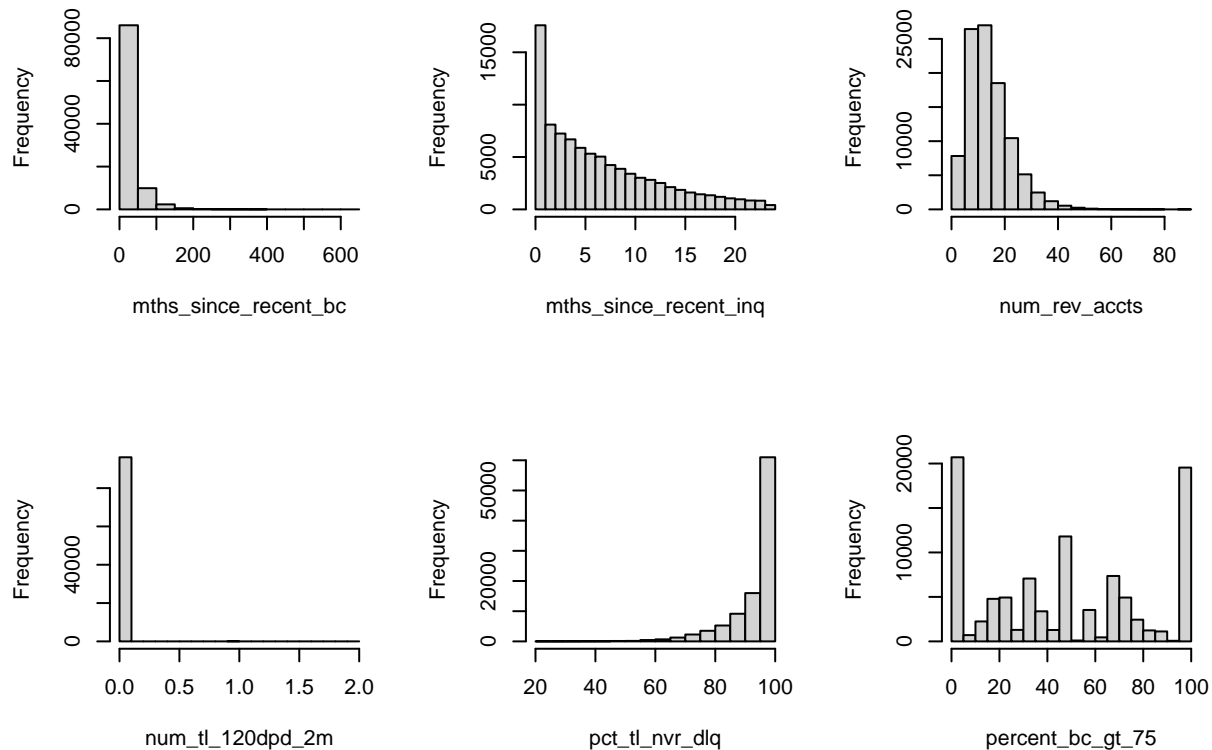 Frequency
0 40000 80000
0 200 400 600
mths_since_recent_bc
Frequency
0 5000 15000
0 5 10 15 20
mths_since_recent_inq
Frequency
0 10000 25000
0 20 40 60 80
num_rev_accts
Frequency
0 40000
0.0 0.5 1.0 1.5 2.0
num_tl_120dpd_2m
Frequency
0 20000 50000
20 40 60 80 100
pct_tl_nvr_dlq
Frequency
0 10000 20000
0 20 40 60 80 100
percent_bc_gt_75